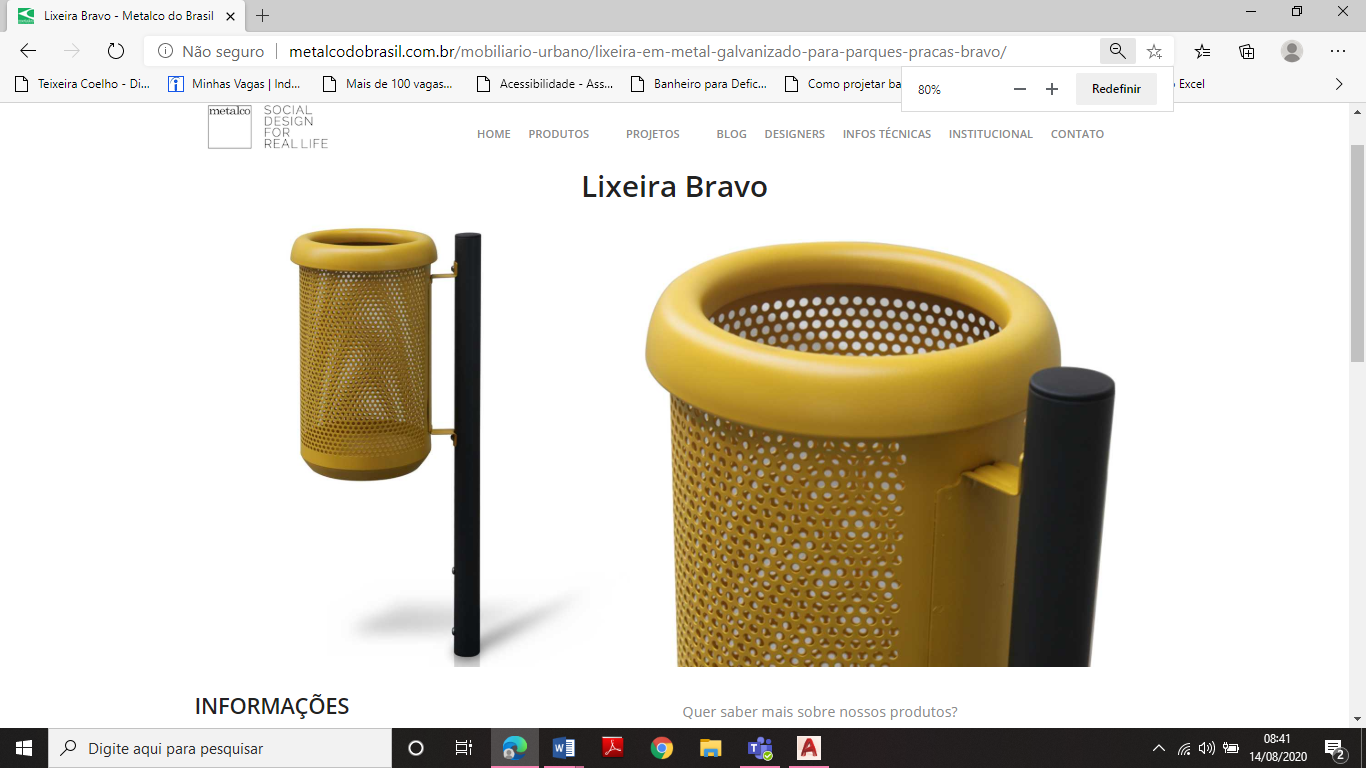 Lixeira Bravo - Metalco do Brasil
Não seguro
metalcodobrasil.com.br/mobiliario-urbano/lixeira-em-metal-galvanizado-para-parques-pracas-bravo/
Teixeira Coelho - Di...
Minhas Vagas | Ind...
Mais de 100 vagas...
Acessibilidade - Ass...
Banheiro para Defic...
Como projetar ba
Excel
80%
Redefinir
metalco
SOCIAL
DESIGN
FOR
REAL LIFE
HOME PRODUTOS PROJETOS BLOG DESIGNERS INFOS TÉCNICAS INSTITUCIONAL CONTATO
Lixeira Bravo
INFORMAÇÕES
Quer saber mais sobre nossos produtos?
Digite aqui para pesquisar
08:41
14/08/2020
2